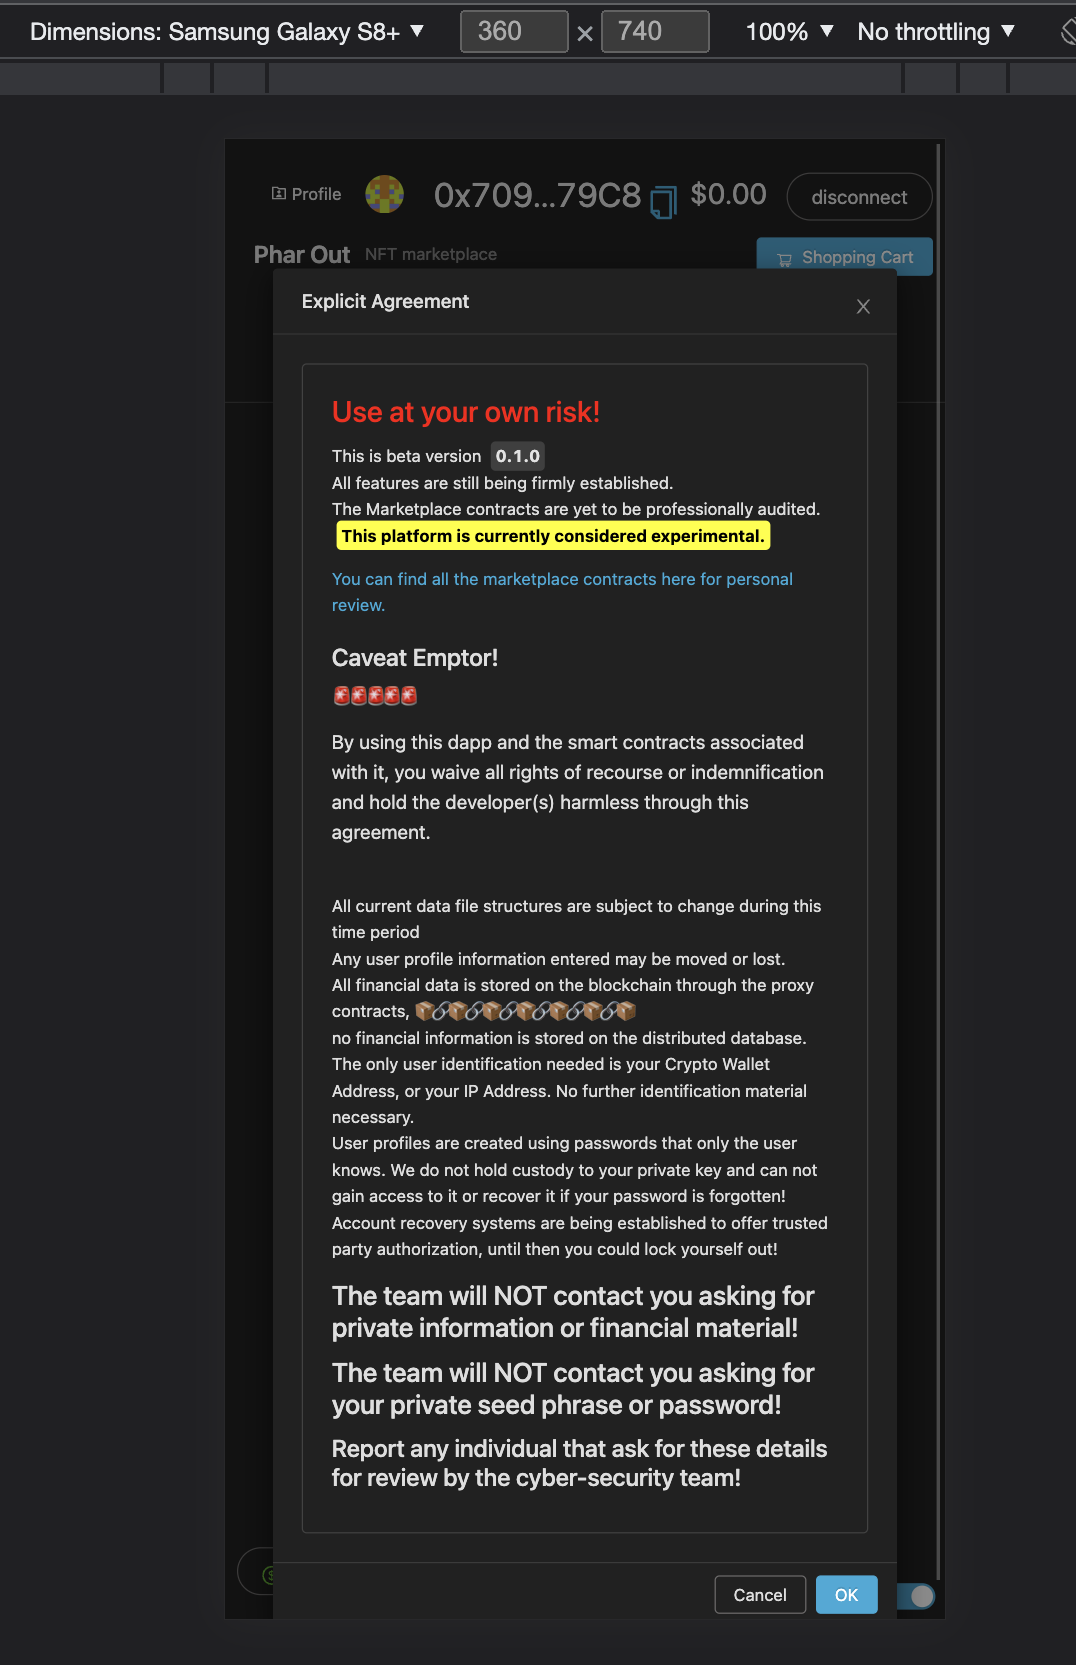 Dimensions: Samsung Galaxy S8+ ▼ 360 × 740 100% ▼ No throttling ▼
Profile 0x709...79C8 $0.00 disconnect
Phar Out NFT marketplace Shopping Cart
Explicit Agreement X
Use at your own risk!
This is beta version 0.1.0
All features are still being firmly established.
The Marketplace contracts are yet to be professionally audited.
This platform is currently considered experimental.
You can find all the marketplace contracts here for personal
review.
Caveat Emptor!
🚨🚨🚨🚨🚨
By using this dapp and the smart contracts associated
with it, you waive all rights of recourse or indemnification
and hold the developer(s) harmless through this
agreement.
All current data file structures are subject to change during this
time period
Any user profile information entered may be moved or lost.
All financial data is stored on the blockchain through the proxy
contracts, 📦🔗📦🔗📦🔗📦🔗📦🔗📦🔗📦
no financial information is stored on the distributed database.
The only user identification needed is your Crypto Wallet
Address, or your IP Address. No further identification material
necessary.
User profiles are created using passwords that only the user
knows. We do not hold custody to your private key and can not
gain access to it or recover it if your password is forgotten!
Account recovery systems are being established to offer trusted
party authorization, until then you could lock yourself out!
The team will NOT contact you asking for
private information or financial material!
The team will NOT contact you asking for
your private seed phrase or password!
Report any individual that ask for these details
for review by the cyber-security team!
Cancel OK